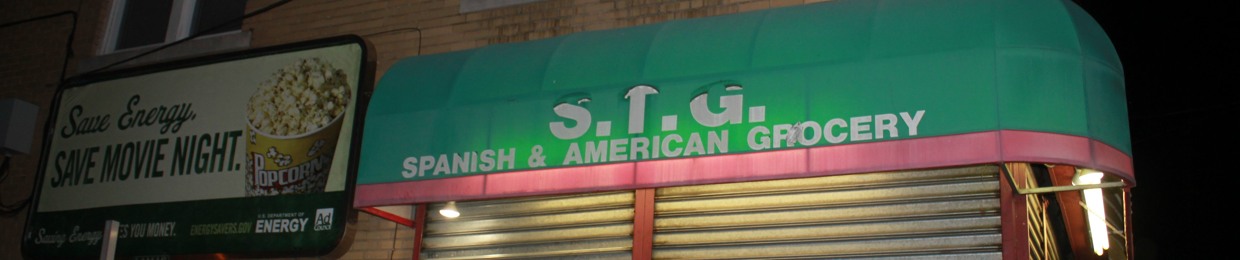 Save Energy.
SAVE MOVIE NIGHT.
POPCORN
Saving Energy
ES YOU MONEY.
ENERGYSAVERS.GOV
U.S. DEPARTMENT OF
ENERGY
Ad
Council
S.T.G.
SPANISH & AMERICAN GROCERY